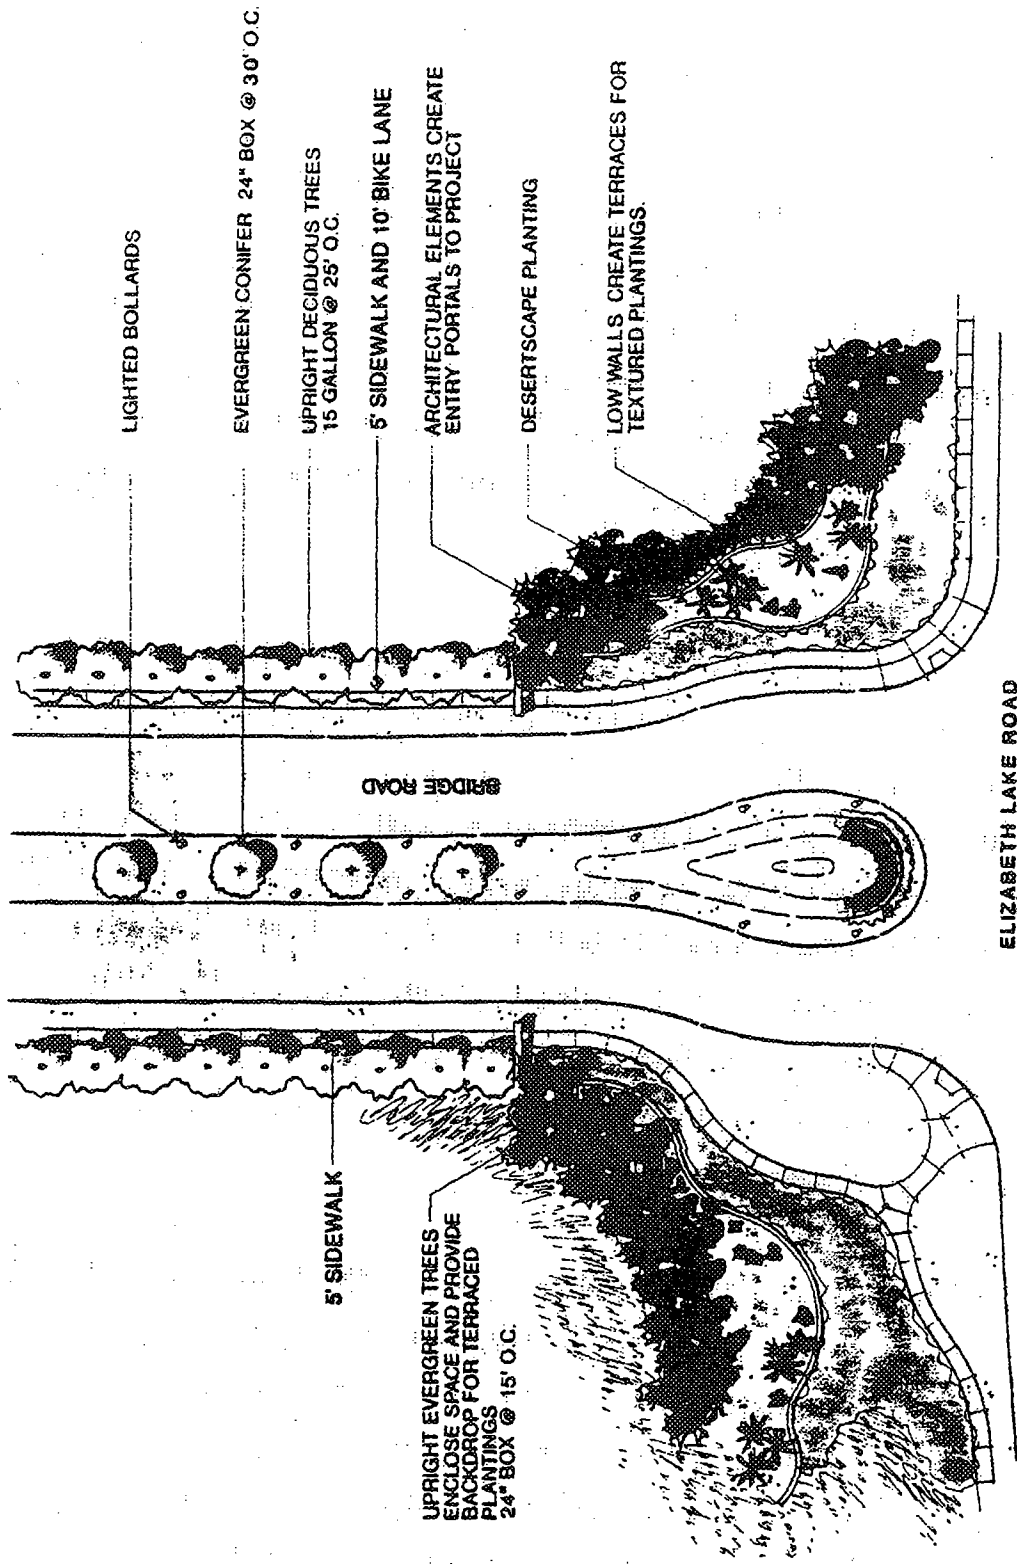 LIGHTED BOLLARDS
EVERGREEN CONIFER 24" BOX @ 30' O.C.
UPRIGHT DECIDUOUS TREES
15 GALLON @ 25' O.C.
5' SIDEWALK AND 10' BIKE LANE
ARCHITECTURAL ELEMENTS CREATE
ENTRY PORTALS TO PROJECT
DESERTSCAPE PLANTING
LOW WALLS CREATE TERRACES FOR
TEXTURED PLANTINGS.
BRIDGE ROAD
ELIZABETH LAKE ROAD
5' SIDEWALK
UPRIGHT EVERGREEN TREES
ENCLOSE SPACE AND PROVIDE
BACKDROP FOR TERRACED
PLANTINGS
24" BOX @ 15' O.C.